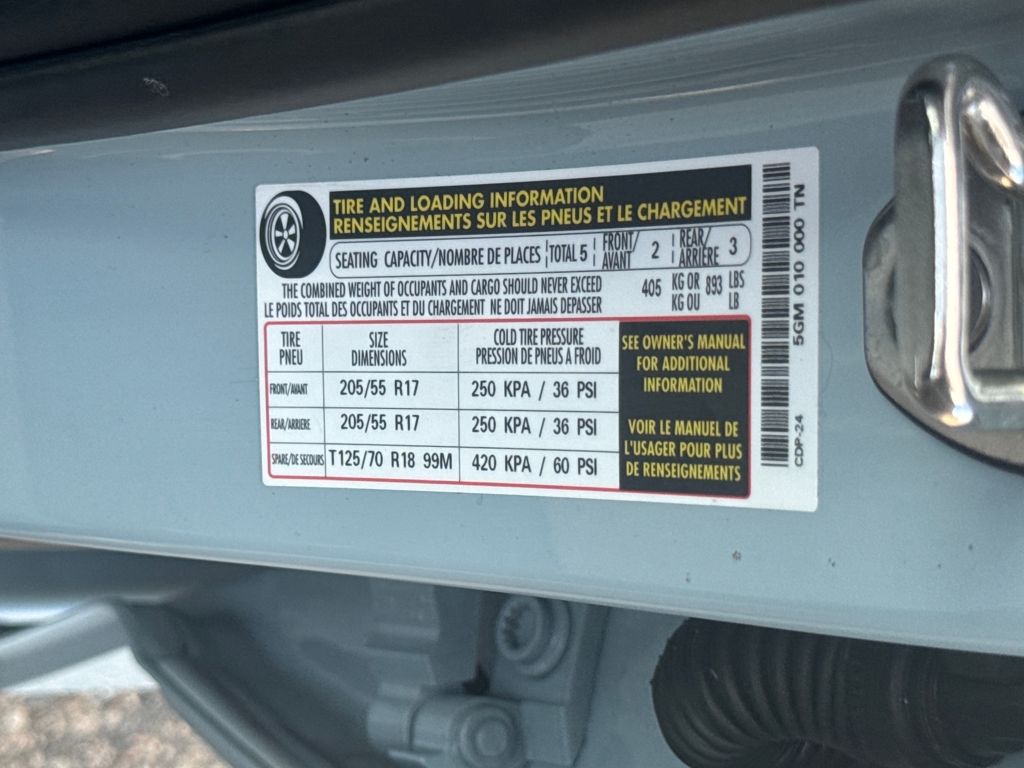 TIRE AND LOADING INFORMATION
RENSEIGNEMENTS SUR LES PNEUS ET LE CHARGEMENT
SEATING CAPACITY/NOMBRE DE PLACES TOTAL 5 FRONT/AVANT 2 REAR/ARRIÈRE 3
THE COMBINED WEIGHT OF OCCUPANTS AND CARGO SHOULD NEVER EXCEED 405 KG OR 893 LBS
LE POIDS TOTAL DES OCCUPANTS ET DU CHARGEMENT NE DOIT JAMAIS DEPASSER KG OU LB
TIRE SIZE COLD TIRE PRESSURE
PNEU DIMENSIONS PRESSION DE PNEUS A FROID
FRONT/AVANT 205/55 R17 250 KPA / 36 PSI
REAR/ARRIERE 205/55 R17 250 KPA / 36 PSI
SPARE/DE SECOURS T125/70 R18 99M 420 KPA / 60 PSI
SEE OWNER'S MANUAL
FOR ADDITIONAL
INFORMATION
VOIR LE MANUEL DE
L'USAGER POUR PLUS
DE RENSEIGNEMENTS
CDP-24 5GM 010 000 TN